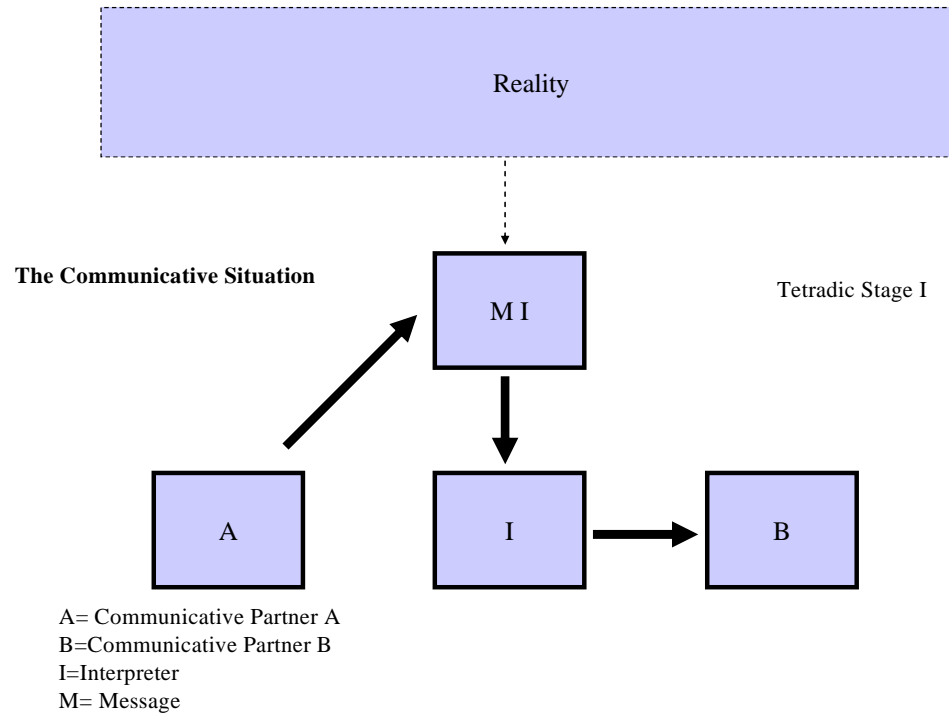 Reality
The Communicative Situation
Tetradic Stage I
M I
A
I
B
A= Communicative Partner A
B=Communicative Partner B
I=Interpreter
M= Message